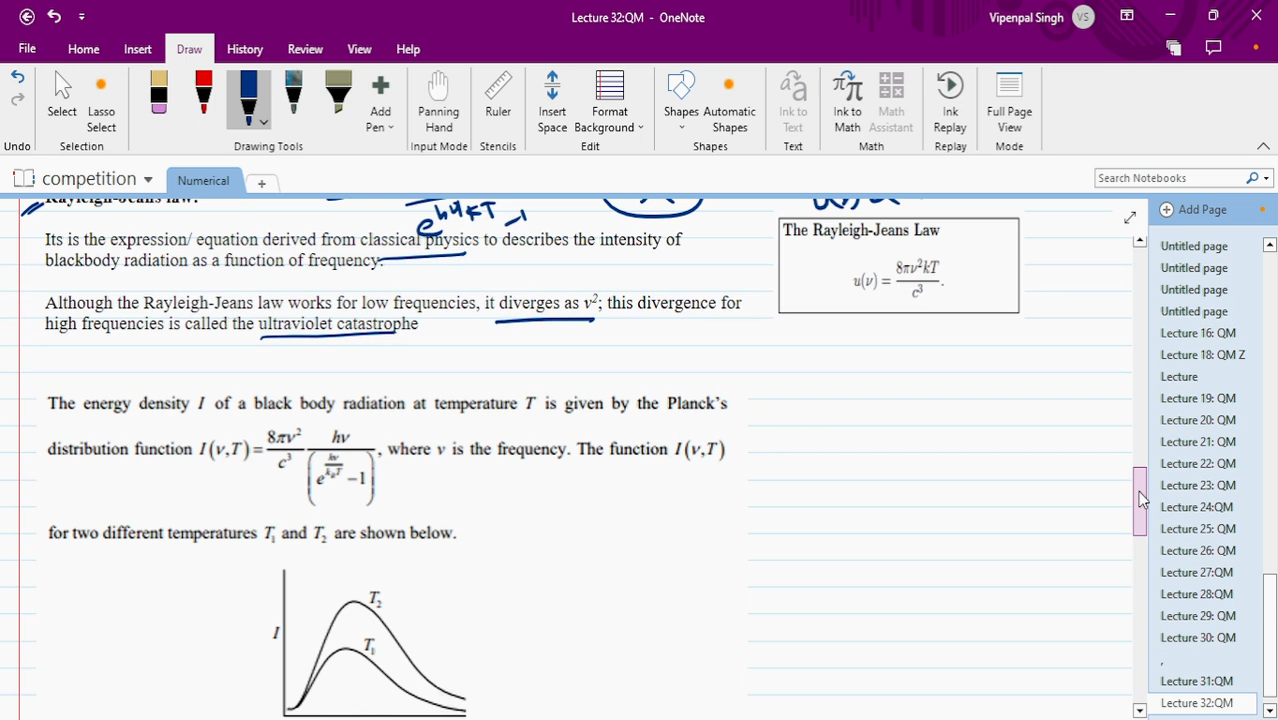 Lecture 32:QM - OneNote
Vipenpal Singh VS
File Home Insert Draw History Review View Help
Select Lasso Select Add Pen Panning Hand Ruler Insert Space Format Background Shapes Automatic Shapes Ink to Text Ink to Math Math Assistant Ink Replay Full Page View
Undo Selection Drawing Tools Input Mode Stencils Edit Shapes Text Math Replay Mode
competition Numerical Search Notebooks
Rayleigh-Jeans law:
e^{hν/kT} -1
Its is the expression/ equation derived from classical physics to describes the intensity of
blackbody radiation as a function of frequency.
The Rayleigh-Jeans Law
u(ν) = 8πν²kT / c³.
Although the Rayleigh-Jeans law works for low frequencies, it diverges as ν²; this divergence for
high frequencies is called the ultraviolet catastrophe
The energy density I of a black body radiation at temperature T is given by the Planck's
distribution function I(ν,T) = 8πν²/c³ hν/(e^{hν/k_BT} −1), where ν is the frequency. The function I(ν,T)
for two different temperatures T₁ and T₂ are shown below.
T₂
I
T₁
Add Page
Untitled page
Untitled page
Untitled page
Untitled page
Lecture 16: QM
Lecture 18: QM Z
Lecture
Lecture 19: QM
Lecture 20: QM
Lecture 21: QM
Lecture 22: QM
Lecture 23: QM
Lecture 24:QM
Lecture 25: QM
Lecture 26: QM
Lecture 27:QM
Lecture 28:QM
Lecture 29: QM
Lecture 30: QM
,
Lecture 31:QM
Lecture 32:QM